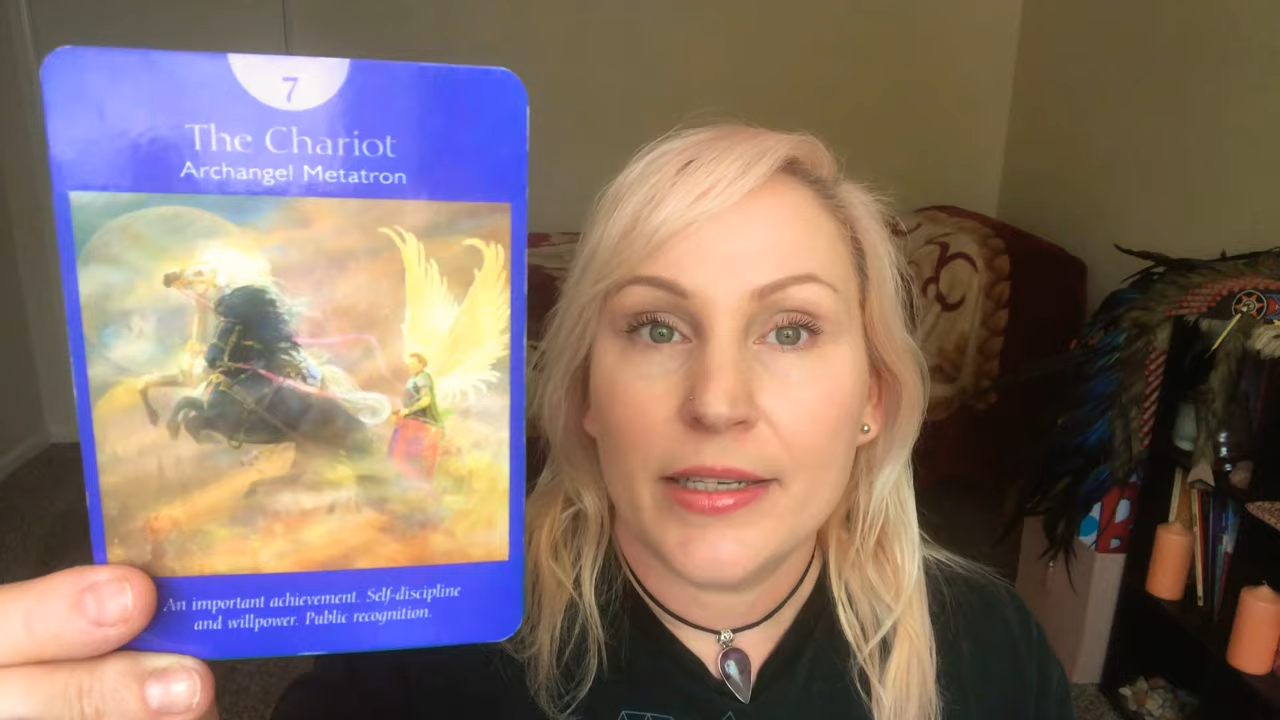 7
The Chariot
Archangel Metatron
An important achievement. Self-discipline
and willpower. Public recognition.